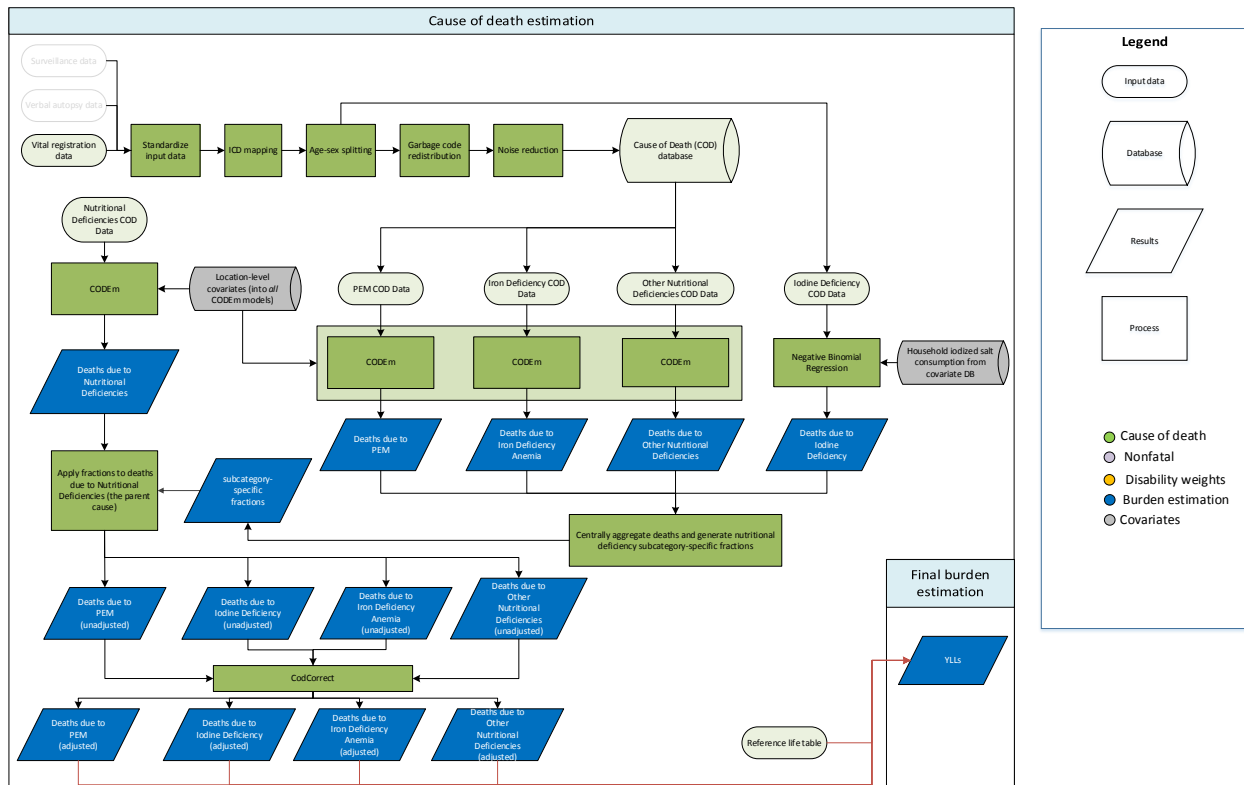 Cause of death estimation
Surveillance data
Verbal autopsy data
Vital registration
data
Standardize
input data
ICD mapping
Age-sex splitting
Garbage code
redistribution
Noise reduction
Cause of Death (COD)
database
Nutritional
Deficiencies COD
Data
CODEm
Location-level
covariates (into all
CODEm models)
PEM COD Data
Iron Deficiency COD
Data
Other Nutritional
Deficiencies COD Data
Iodine Deficiency
COD Data
CODEm
CODEm
CODEm
Negative Binomial
Regression
Household iodized salt
consumption from
covariate DB
Deaths due to
Nutritional
Deficiencies
Deaths due to
PEM
Deaths due to
Iron Deficiency
Anemia
Deaths due to
Other Nutritional
Deficiencies
Deaths due to
Iodine
Deficiency
Apply fractions to deaths
due to Nutritional
Deficiencies (the parent
cause)
subcategory-
specific
fractions
Centrally aggregate deaths and generate nutritional
deficiency subcategory-specific fractions
Deaths due to
PEM
(unadjusted)
Deaths due to
Iodine Deficiency
(unadjusted)
Deaths due to
Iron Deficiency
Anemia
(unadjusted)
Deaths due to
Other
Nutritional
Deficiencies (unadjusted)
CodCorrect
Deaths due to
PEM
(adjusted)
Deaths due to
Iodine Deficiency
(adjusted)
Deaths due to
Iron Deficiency
Anemia
(adjusted)
Deaths due to
Other
Nutritional
Deficiencies
(adjusted)
Reference life table
Final burden
estimation
YLLs
Legend
Input data
Database
Results
Process
Cause of death
Nonfatal
Disability weights
Burden estimation
Covariates